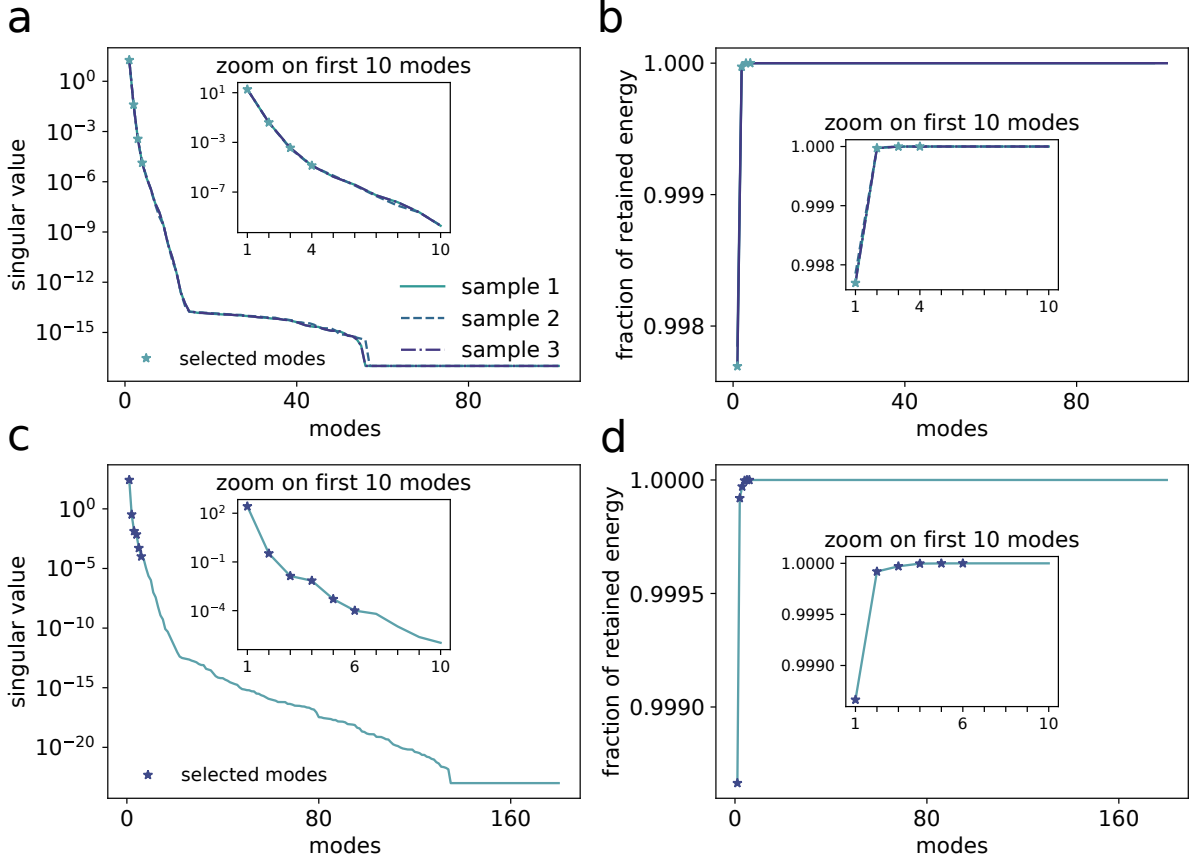 a
zoom on first 10 modes
10^1
10^-3
10^-7
1 4 10
10^0
10^-3
10^-6
10^-9
10^-12
10^-15
singular value
sample 1
sample 2
sample 3
selected modes
0 40 80
modes
b
1.000
0.999
0.998
fraction of retained energy
zoom on first 10 modes
1.000
0.999
0.998
1 4 10
0 40 80
modes
c
zoom on first 10 modes
10^2
10^-1
10^-4
1 6 10
10^0
10^-5
10^-10
10^-15
10^-20
singular value
selected modes
0 80 160
modes
d
1.0000
0.9995
0.9990
fraction of retained energy
zoom on first 10 modes
1.0000
0.9995
0.9990
1 6 10
0 80 160
modes